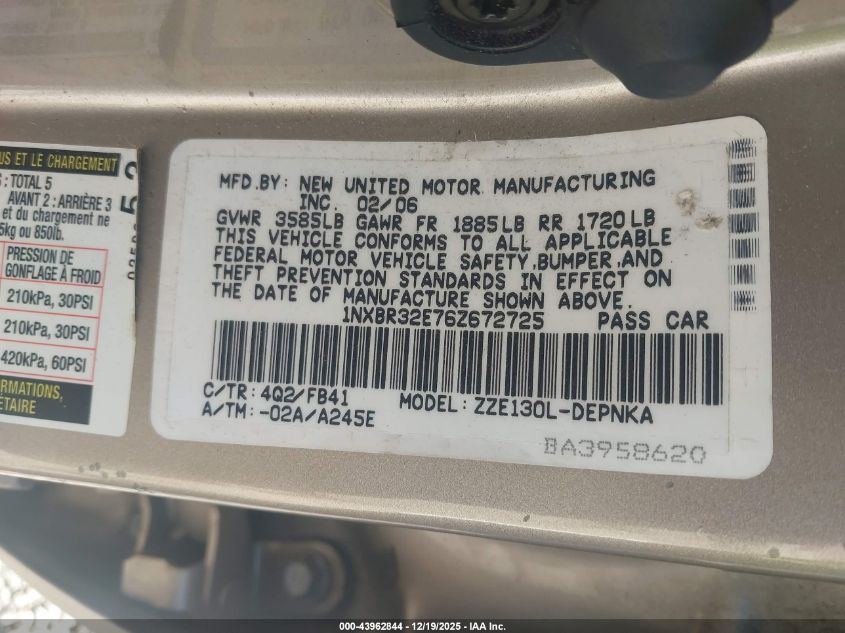 US ET LE CHARGEMENT
: TOTAL 5
AVANT 2 : ARRIÈRE 3
et du chargement ne
5kg ou 850lb.
PRESSION DE
GONFLAGE À FROID
210kPa, 30PSI
210kPa, 30PSI
420kPa, 60PSI
MFD.BY: NEW UNITED MOTOR MANUFACTURING
INC. 02/06
GVWR 3585LB GAWR FR 1885LB RR 1720LB
THIS VEHICLE CONFORMS TO ALL APPLICABLE
FEDERAL MOTOR VEHICLE SAFETY,BUMPER,AND
THEFT PREVENTION STANDARDS IN EFFECT ON
THE DATE OF MANUFACTURE SHOWN ABOVE.
1NXBR32E76Z672725 PASS CAR
C/TR: 4Q2/FB41 MODEL: ZZE130L-DEPNKA
A/TM: -02A/A245E
BA3958620
000-43962844 - 12/19/2025 - IAA Inc.